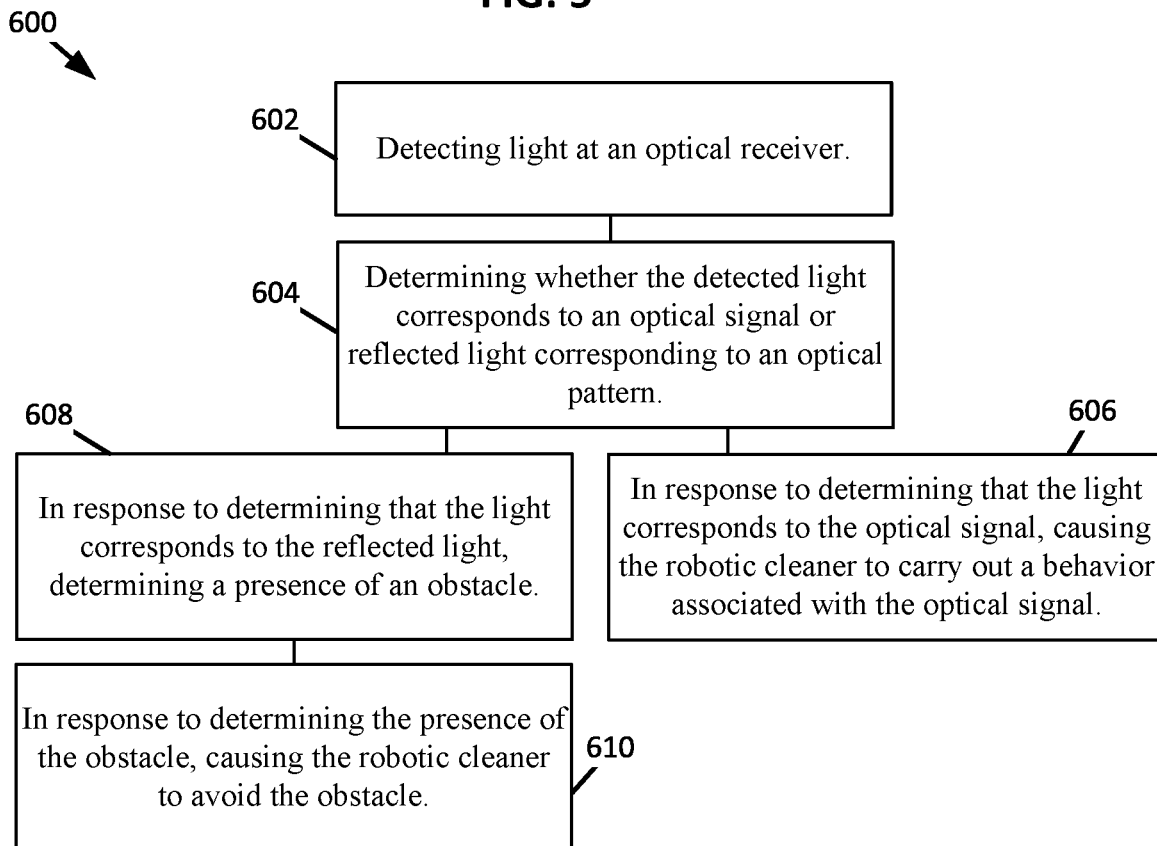 600
602
Detecting light at an optical receiver.
604
Determining whether the detected light
corresponds to an optical signal or
reflected light corresponding to an optical
pattern.
608
606
In response to determining that the light
corresponds to the reflected light,
determining a presence of an obstacle.
In response to determining that the light
corresponds to the optical signal, causing
the robotic cleaner to carry out a behavior
associated with the optical signal.
In response to determining the presence of
the obstacle, causing the robotic cleaner
to avoid the obstacle.
610